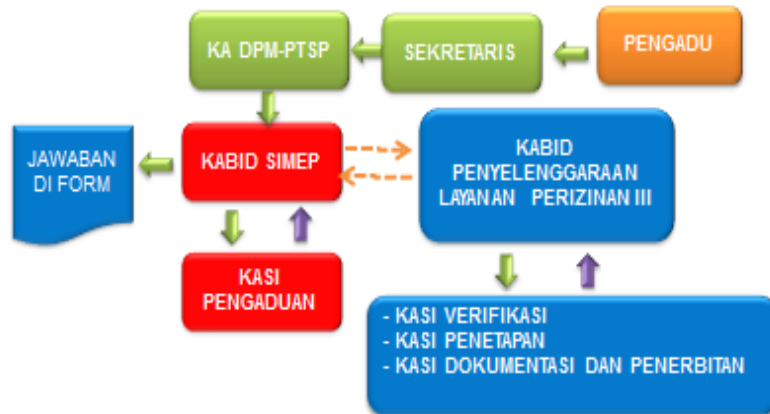 KA DPM-PTSP
SEKRETARIS
PENGADU
JAWABAN
DI FORM
KABID SIMEP
KABID
PENYELENGGARAAN
LAYANAN PERIZINAN III
KASI
PENGADUAN
- KASI VERIFIKASI
- KASI PENETAPAN
- KASI DOKUMENTASI DAN PENERBITAN